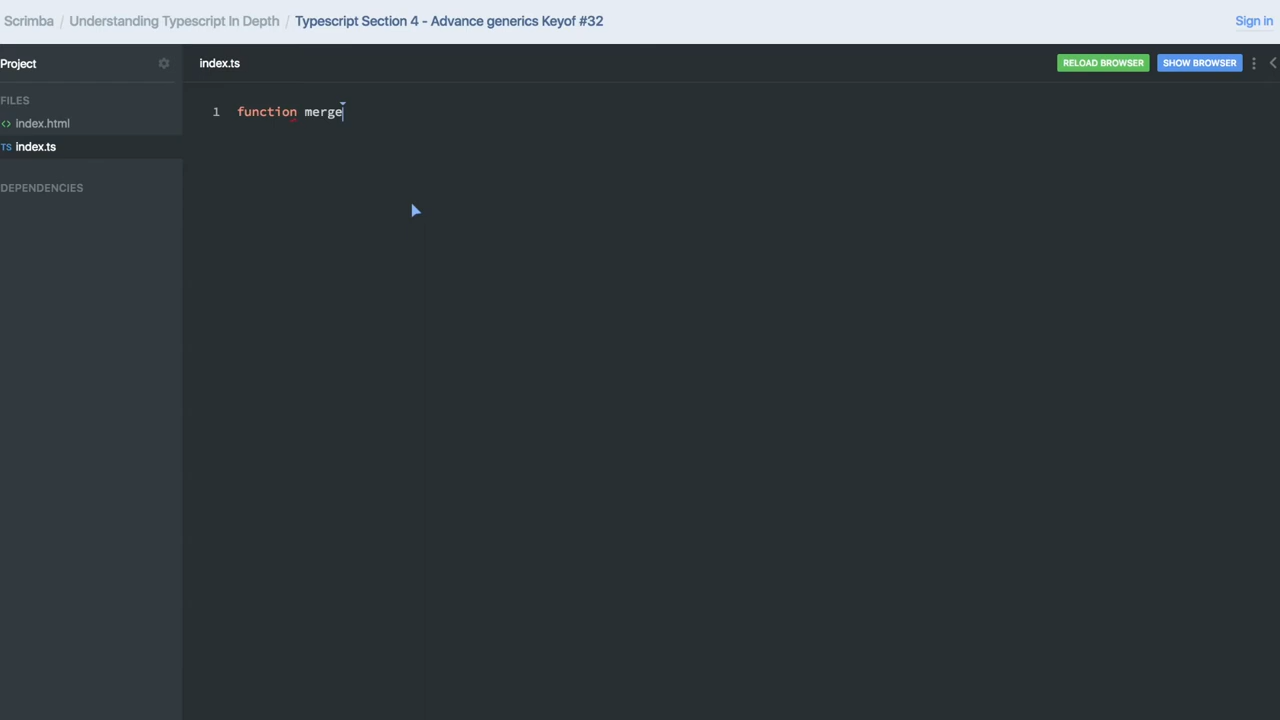 Scrimba / Understanding Typescript In Depth / Typescript Section 4 - Advance generics Keyof #32
Sign in
Project
index.ts
RELOAD BROWSER
SHOW BROWSER
FILES
<> index.html
TS index.ts
DEPENDENCIES
1 function merge